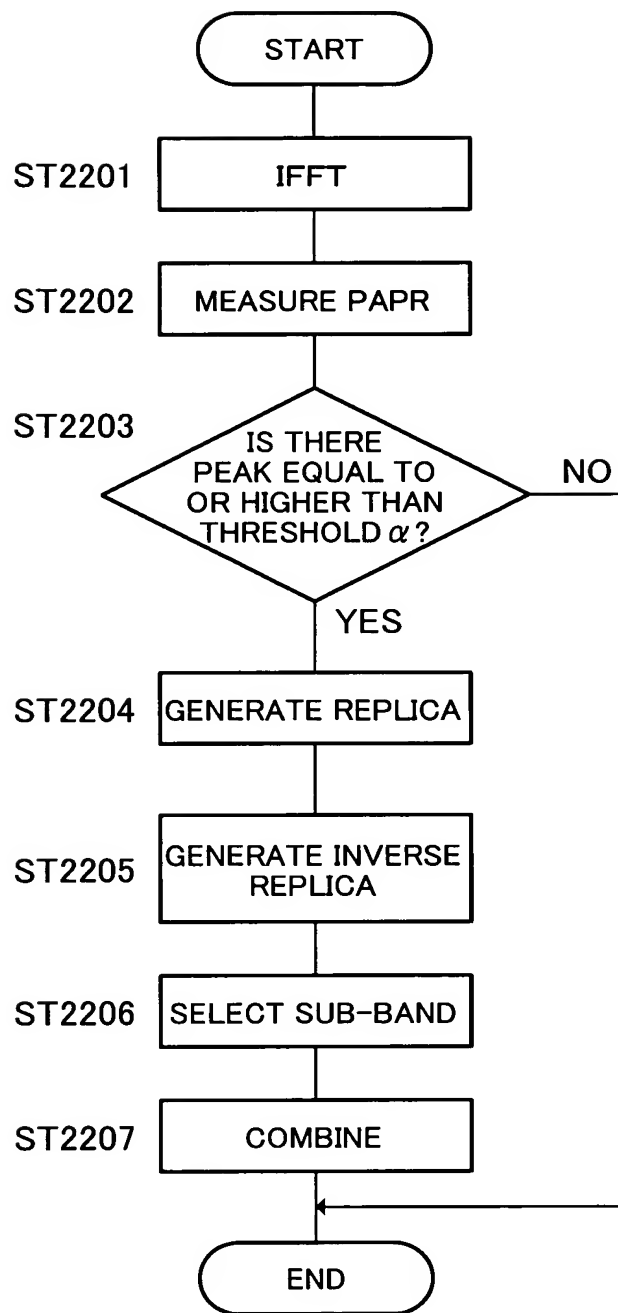 START
ST2201
IFFT
ST2202
MEASURE PAPR
ST2203
IS THERE
PEAK EQUAL TO
OR HIGHER THAN
THRESHOLD α?
NO
YES
ST2204
GENERATE REPLICA
ST2205
GENERATE INVERSE
REPLICA
ST2206
SELECT SUB-BAND
ST2207
COMBINE
END